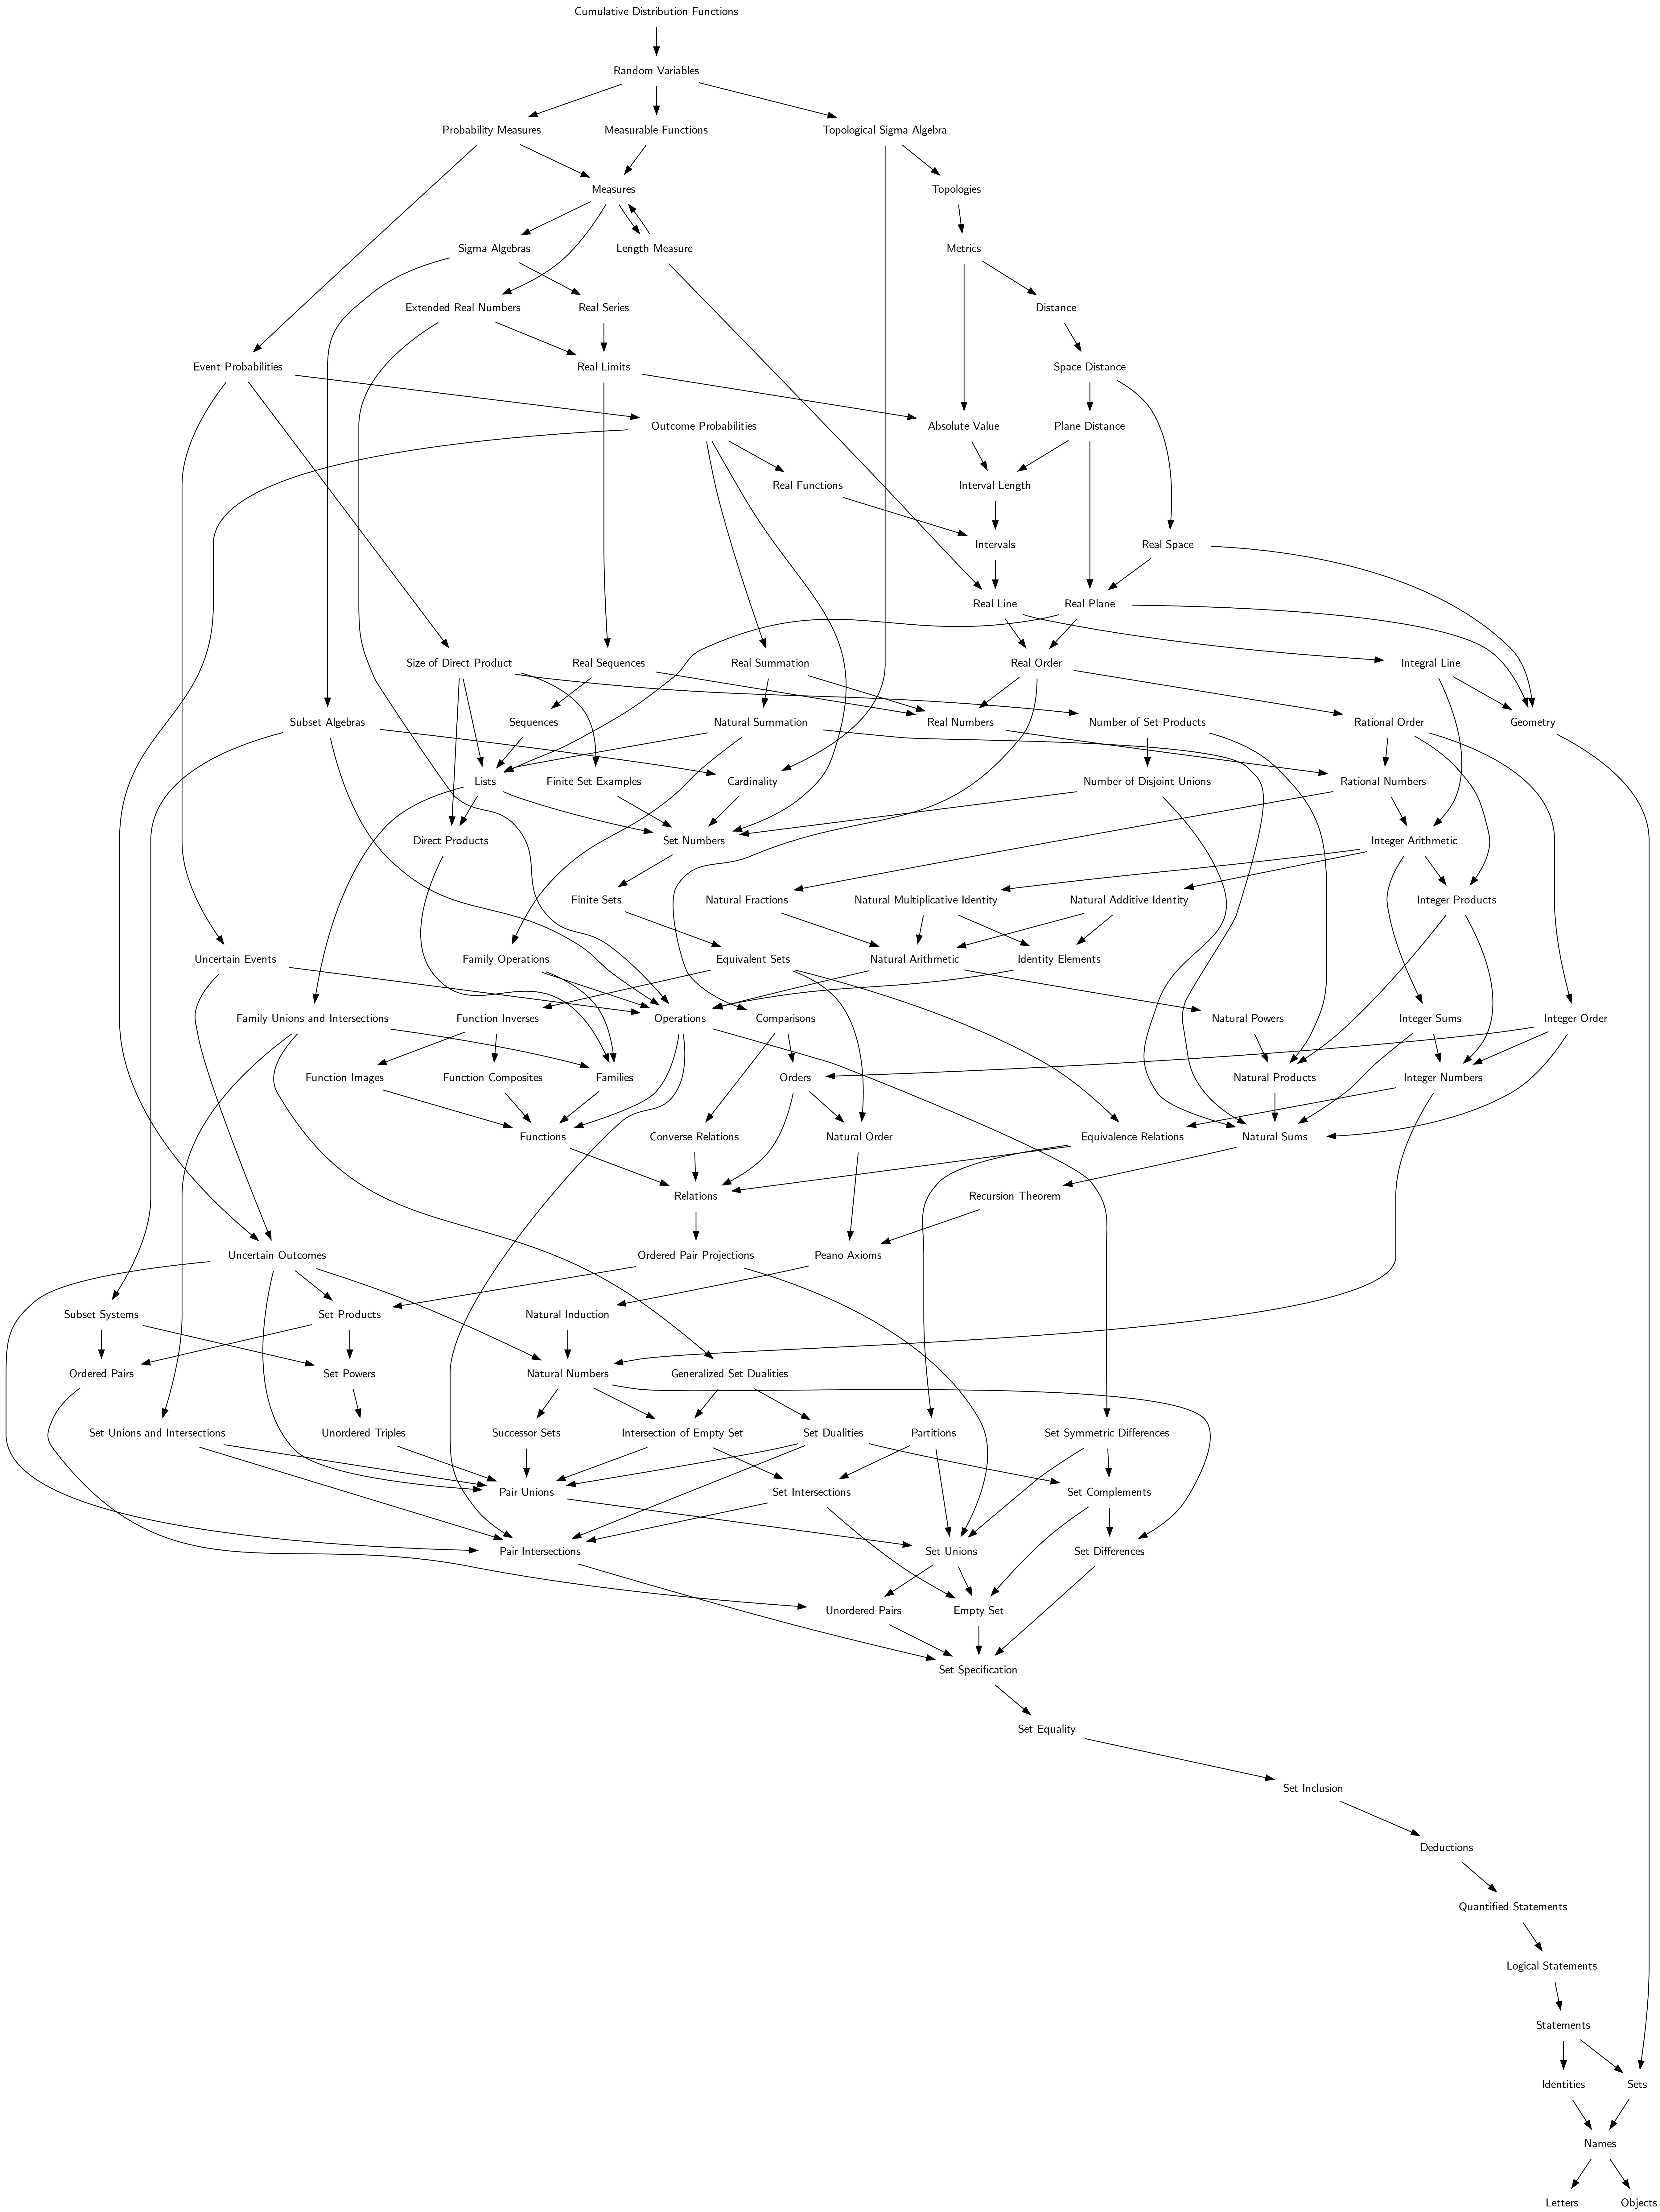 Cumulative Distribution Functions
Random Variables
Probability Measures
Measurable Functions
Topological Sigma Algebra
Measures
Topologies
Sigma Algebras
Length Measure
Metrics
Extended Real Numbers
Real Series
Distance
Event Probabilities
Real Limits
Space Distance
Outcome Probabilities
Absolute Value
Plane Distance
Real Functions
Interval Length
Intervals
Real Space
Real Line
Real Plane
Size of Direct Product
Real Sequences
Real Summation
Real Order
Integral Line
Subset Algebras
Sequences
Natural Summation
Real Numbers
Number of Set Products
Rational Order
Geometry
Lists
Finite Set Examples
Cardinality
Number of Disjoint Unions
Rational Numbers
Direct Products
Set Numbers
Integer Arithmetic
Finite Sets
Natural Fractions
Natural Multiplicative Identity
Natural Additive Identity
Integer Products
Uncertain Events
Family Operations
Equivalent Sets
Natural Arithmetic
Identity Elements
Family Unions and Intersections
Function Inverses
Operations
Comparisons
Natural Powers
Integer Sums
Integer Order
Function Images
Function Composites
Families
Orders
Natural Products
Integer Numbers
Functions
Converse Relations
Natural Order
Equivalence Relations
Natural Sums
Relations
Recursion Theorem
Uncertain Outcomes
Ordered Pair Projections
Peano Axioms
Subset Systems
Set Products
Natural Induction
Ordered Pairs
Set Powers
Natural Numbers
Generalized Set Dualities
Set Unions and Intersections
Unordered Triples
Successor Sets
Intersection of Empty Set
Set Dualities
Partitions
Set Symmetric Differences
Pair Unions
Set Intersections
Set Complements
Pair Intersections
Set Unions
Set Differences
Unordered Pairs
Empty Set
Set Specification
Set Equality
Set Inclusion
Deductions
Quantified Statements
Logical Statements
Statements
Identities
Sets
Names
Letters
Objects